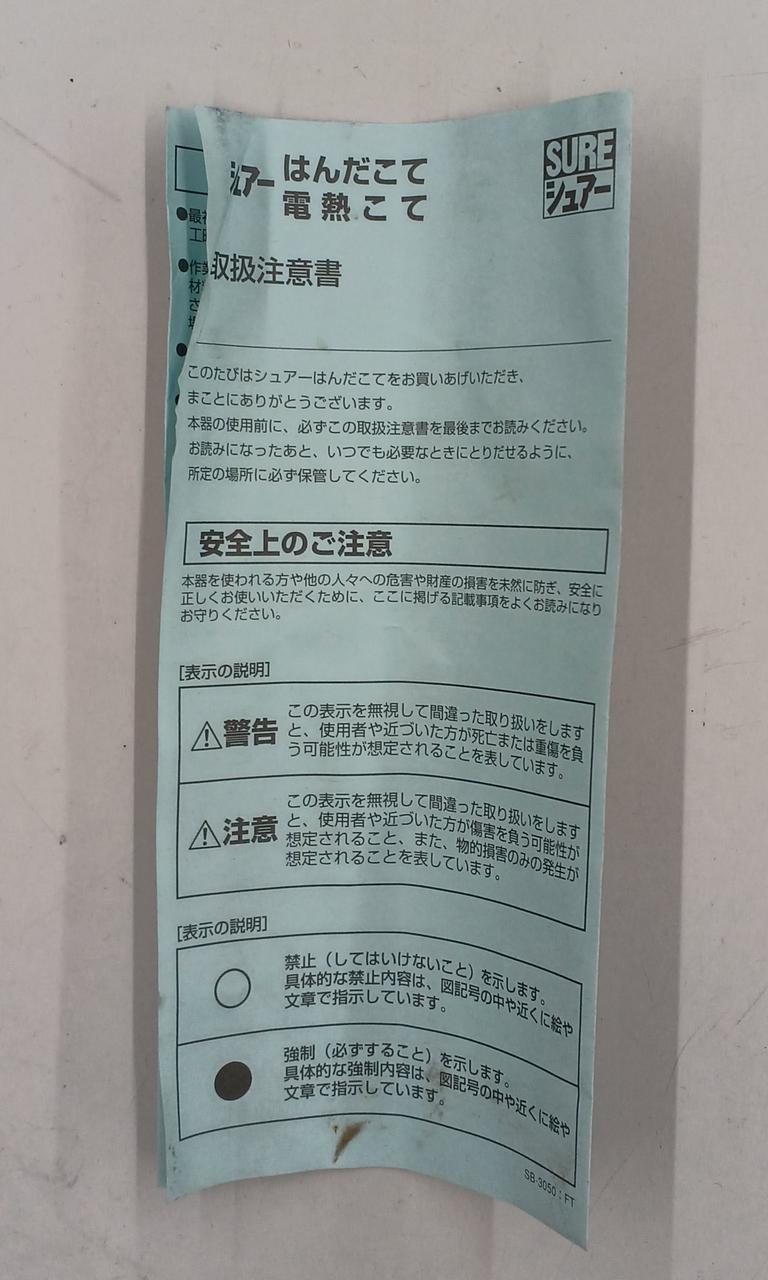 シュアー はんだこて
電熱こて
SURE
シュアー
取扱注意書
このたびはシュアーはんだこてをお買いあげいただき、
まことにありがとうございます。
本器の使用前に、必ずこの取扱注意書を最後までお読みください。
お読みになったあと、いつでも必要なときにとりだせるように、
所定の場所に必ず保管してください。
安全上のご注意
本器を使われる方や他の人々への危害や財産の損害を未然に防ぎ、安全に
正しくお使いいただくために、ここに掲げる記載事項をよくお読みになり
お守りください。
[表示の説明]
⚠警告
この表示を無視して間違った取り扱いをします
と、使用者や近づいた方が死亡または重傷を負
う可能性が想定されることを表しています。
⚠注意
この表示を無視して間違った取り扱いをします
と、使用者や近づいた方が傷害を負う可能性が
想定されること、また、物的損害のみの発生が
想定されることを表しています。
[表示の説明]
禁止（してはいけないこと）を示します。
具体的な禁止内容は、図記号の中や近くに絵や
文章で指示しています。
強制（必ずすること）を示します。
具体的な強制内容は、図記号の中や近くに絵や
文章で指示しています。
SB-3050：FT
●最
工
●作業
材
さ